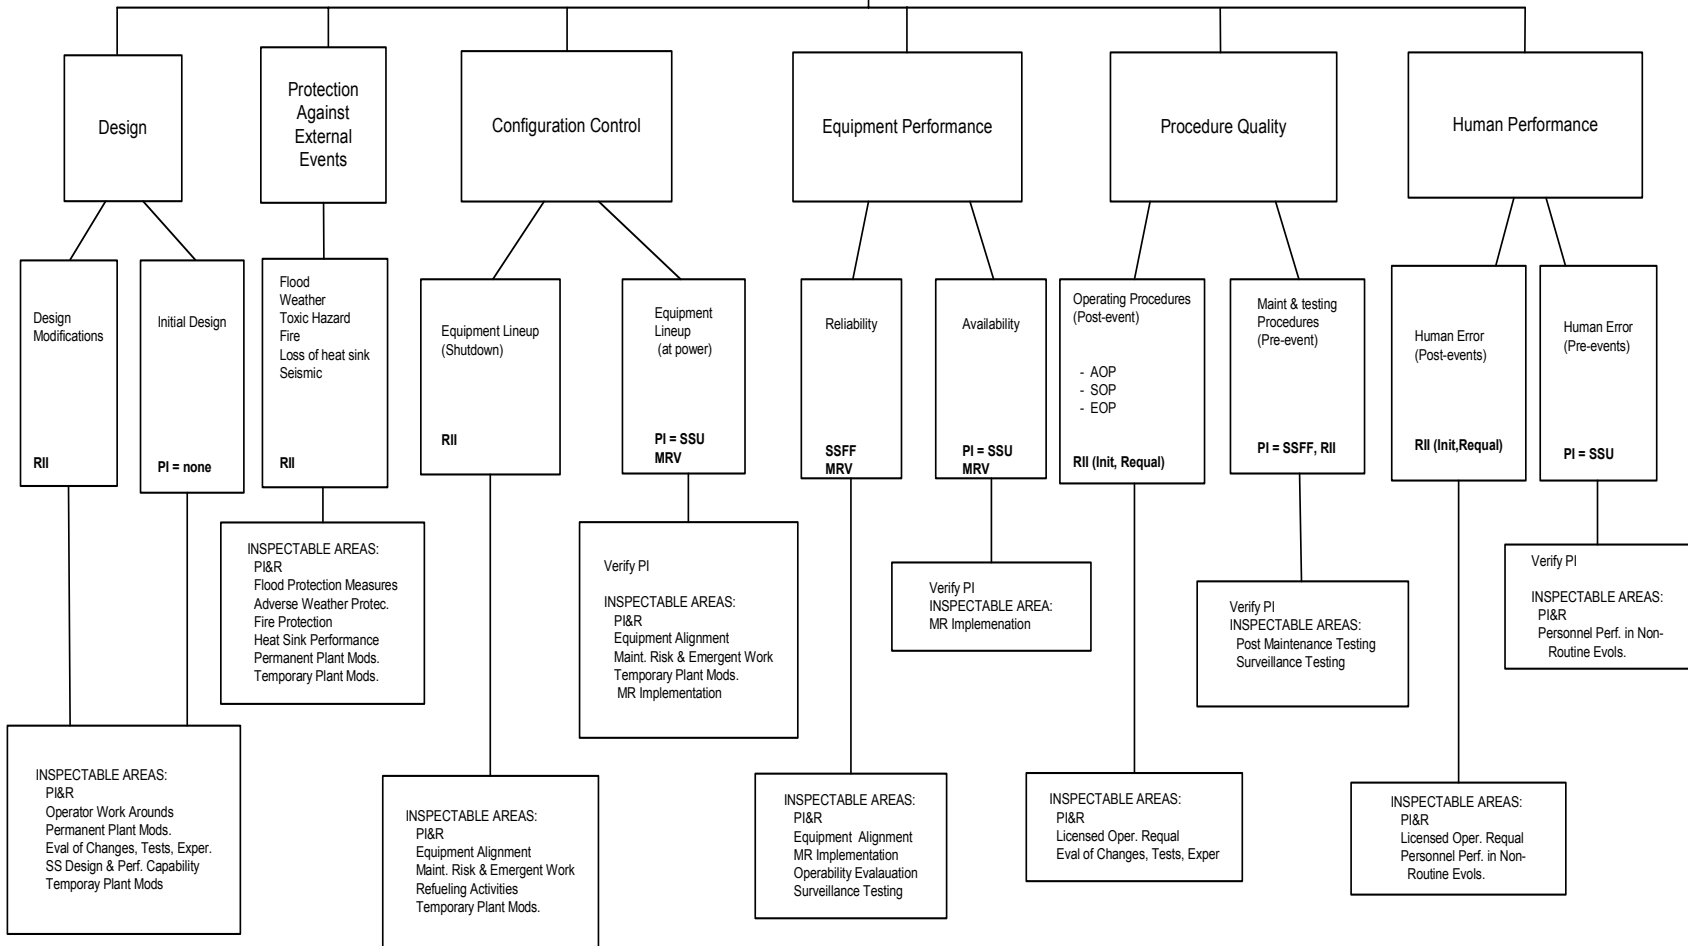 Design
Protection
Against
External
Events
Configuration Control
Equipment Performance
Procedure Quality
Human Performance
Design
Modifications
RII
Initial Design
PI = none
Flood
Weather
Toxic Hazard
Fire
Loss of heat sink
Seismic
RII
Equipment Lineup
(Shutdown)
RII
Equipment
Lineup
(at power)
PI = SSU
MRV
Reliability
SSFF
MRV
Availability
PI = SSU
MRV
Operating Procedures
(Post-event)
- AOP
- SOP
- EOP
RII (Init, Requal)
Maint & testing
Procedures
(Pre-event)
PI = SSFF, RII
Human Error
(Post-events)
RII (Init,Requal)
Human Error
(Pre-events)
PI = SSU
INSPECTABLE AREAS:
PI&R
Operator Work Arounds
Permanent Plant Mods.
Eval of Changes, Tests, Exper.
SS Design & Perf. Capability
Temporay Plant Mods
INSPECTABLE AREAS:
PI&R
Flood Protection Measures
Adverse Weather Protec.
Fire Protection
Heat Sink Performance
Permanent Plant Mods.
Temporary Plant Mods.
INSPECTABLE AREAS:
PI&R
Equipment Alignment
Maint. Risk & Emergent Work
Refueling Activities
Temporary Plant Mods.
Verify PI
INSPECTABLE AREAS:
PI&R
Equipment Alignment
Maint. Risk & Emergent Work
Temporary Plant Mods.
MR Implementation
INSPECTABLE AREAS:
PI&R
Equipment Alignment
MR Implementation
Operability Evalauation
Surveillance Testing
Verify PI
INSPECTABLE AREA:
MR Implemenation
INSPECTABLE AREAS:
PI&R
Licensed Oper. Requal
Eval of Changes, Tests, Exper
Verify PI
INSPECTABLE AREAS:
Post Maintenance Testing
Surveillance Testing
INSPECTABLE AREAS:
PI&R
Licensed Oper. Requal
Personnel Perf. in Non-
Routine Evols.
Verify PI
INSPECTABLE AREAS:
PI&R
Personnel Perf. in Non-
Routine Evols.